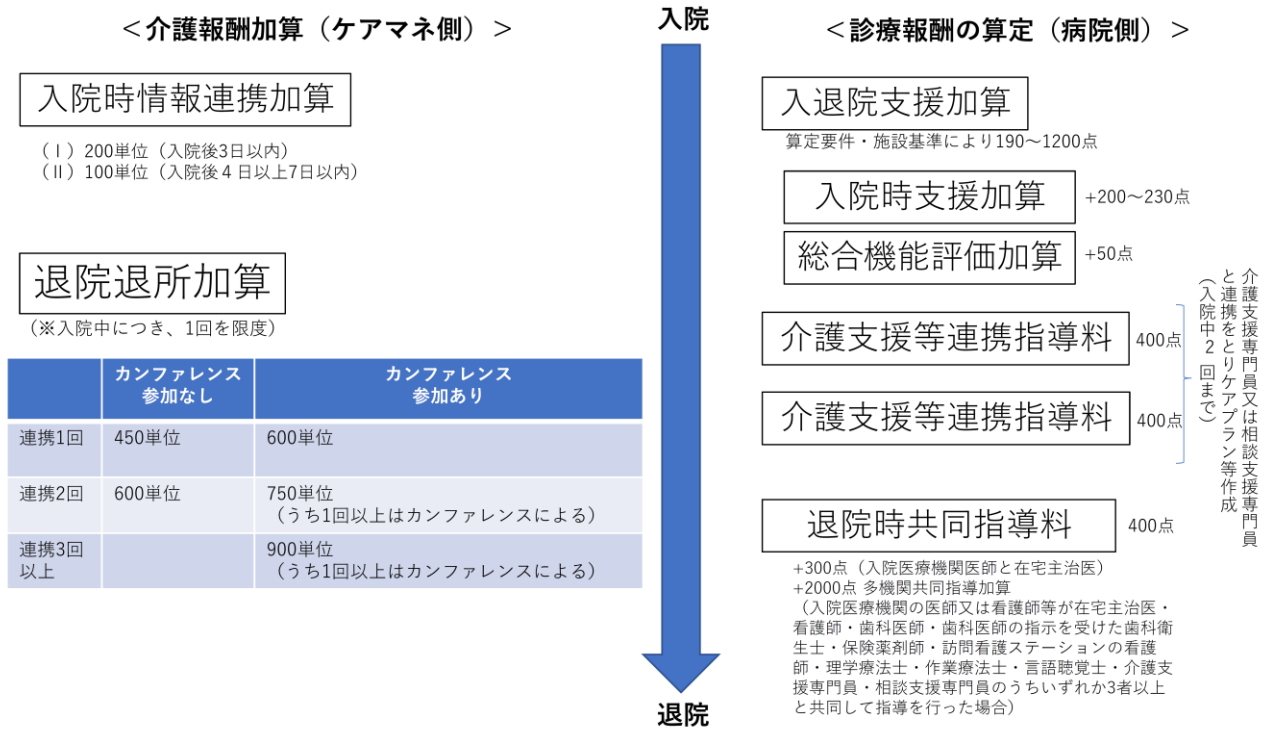 ＜介護報酬加算（ケアマネ側）＞
入院時情報連携加算
（Ⅰ）200単位（入院後3日以内）
（Ⅱ）100単位（入院後４日以上7日以内）
退院退所加算
（※入院中につき、1回を限度）
カンファレンス
参加なし
カンファレンス
参加あり
連携1回
450単位
600単位
連携2回
600単位
750単位
（うち1回以上はカンファレンスによる）
連携3回
以上
900単位
（うち1回以上はカンファレンスによる）
入院
退院
＜診療報酬の算定（病院側）＞
入退院支援加算
算定要件・施設基準により190～1200点
入院時支援加算
+200～230点
総合機能評価加算
+50点
介護支援等連携指導料
400点
介護支援等連携指導料
400点
介護支援専門員又は相談支援専門員
と連携をとりケアプラン等作成
（入院中２回まで）
退院時共同指導料
400点
+300点（入院医療機関医師と在宅主治医）
+2000点 多機関共同指導加算
（入院医療機関の医師又は看護師等が在宅主治医・
看護師・歯科医師・歯科医師の指示を受けた歯科衛
生士・保険薬剤師・訪問看護ステーションの看護
師・理学療法士・作業療法士・言語聴覚士・介護支
援専門員・相談支援専門員のうちいずれか3者以上
と共同して指導を行った場合）